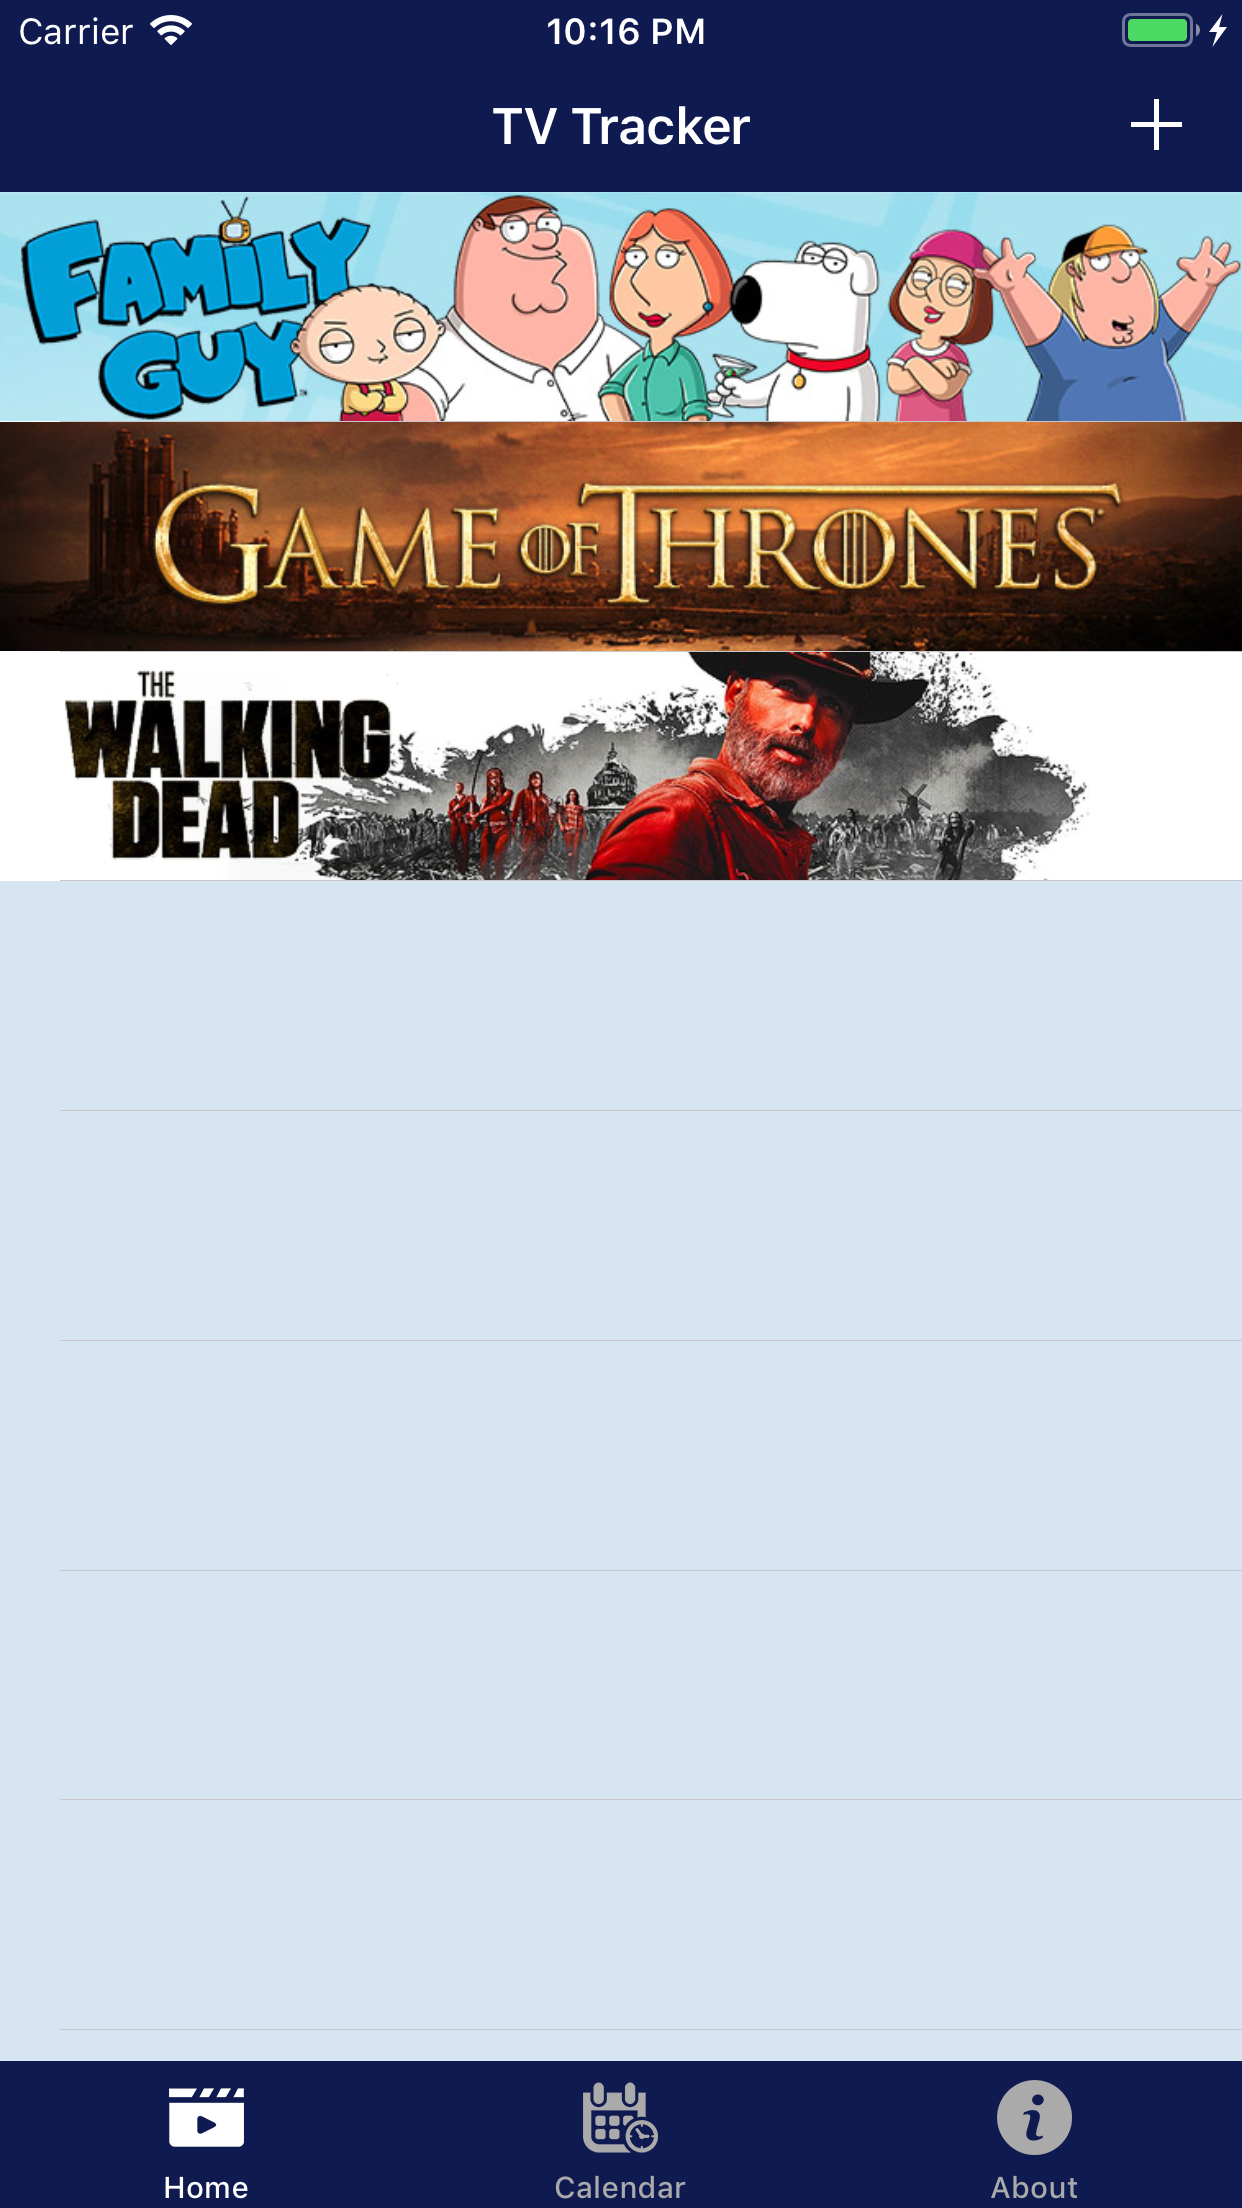 Carrier 10:16 PM
TV Tracker
FAMILY
GUY
GAME OF THRONES
THE
WALKING
DEAD
Home Calendar About